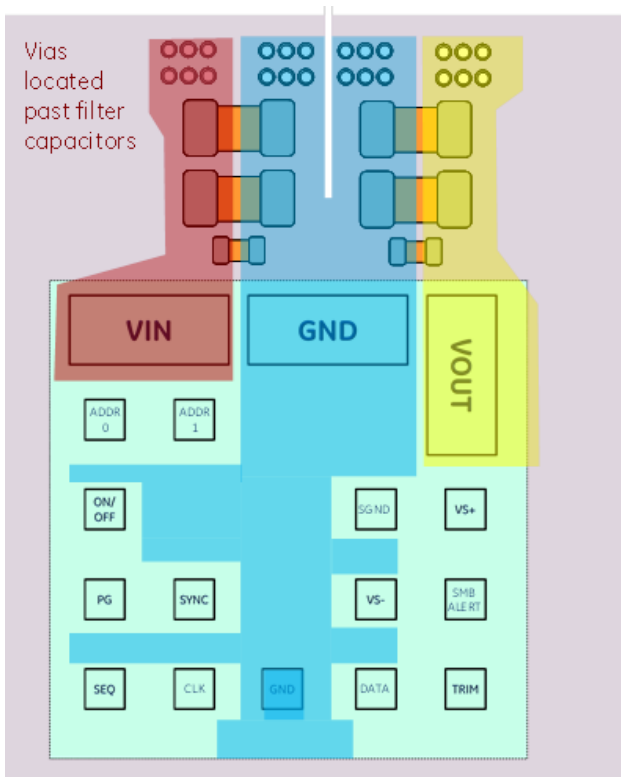 Vias
located
past filter
capacitors
VIN
GND
VOUT
ADDR
0
ADDR
1
ON/
OFF
SGND
VS+
PG
SYNC
VS-
SMB
ALERT
SEQ
CLK
GND
DATA
TRIM